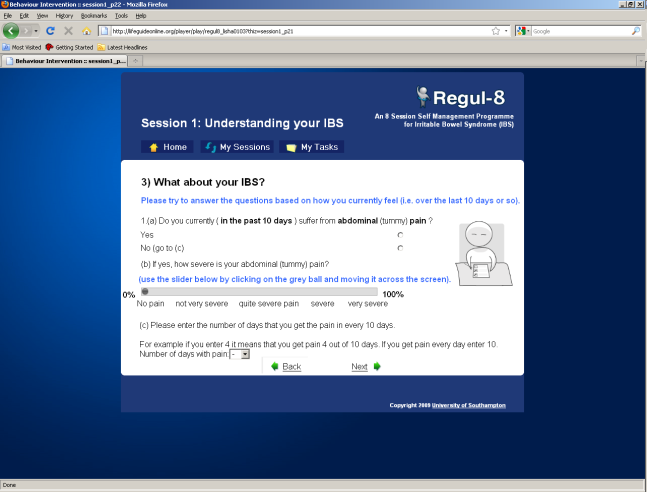 Behaviour Intervention :: session1_p22 - Mozilla Firefox
File Edit View History Bookmarks Tools Help
http://lifeguideonline.org/player/play/regul8_lisha0103?thiz=session1_p21
Google
Most Visited Getting Started Latest Headlines
Behaviour Intervention :: session1_p...
Regul-8
An 8 Session Self Management Programme
for Irritable Bowel Syndrome (IBS)
Session 1: Understanding your IBS
Home My Sessions My Tasks
3) What about your IBS?
Please try to answer the questions based on how you currently feel (i.e. over the last 10 days or so).
1.(a) Do you currently ( in the past 10 days ) suffer from abdominal (tummy) pain ?
Yes
No (go to (c)
(b) If yes, how severe is your abdominal (tummy) pain?
(use the slider below by clicking on the grey ball and moving it across the screen).
0% 100%
No pain not very severe quite severe pain severe very severe
(c) Please enter the number of days that you get the pain in every 10 days.
For example if you enter 4 it means that you get pain 4 out of 10 days. If you get pain every day enter 10.
Number of days with pain: -
Back Next
Copyright 2009 University of Southampton
Done